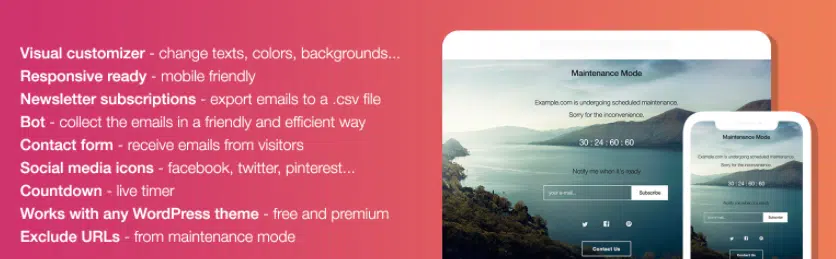 Visual customizer - change texts, colors, backgrounds...
Responsive ready - mobile friendly
Newsletter subscriptions - export emails to a .csv file
Bot - collect the emails in a friendly and efficient way
Contact form - receive emails from visitors
Social media icons - facebook, twitter, pinterest...
Countdown - live timer
Works with any WordPress theme - free and premium
Exclude URLs - from maintenance mode
Maintenance Mode
Example.com is undergoing scheduled maintenance.
Sorry for the inconvenience.
30 : 24 : 60 : 60
Notify me when it's ready
your e-mail...
Subscribe
Contact Us
Maintenance Mode
Example.com is undergoing scheduled maintenance.
Sorry for the inconvenience.
30 : 24 : 60 : 60
Notify me when it's ready
your e-mail...
Subscribe
Contact Us